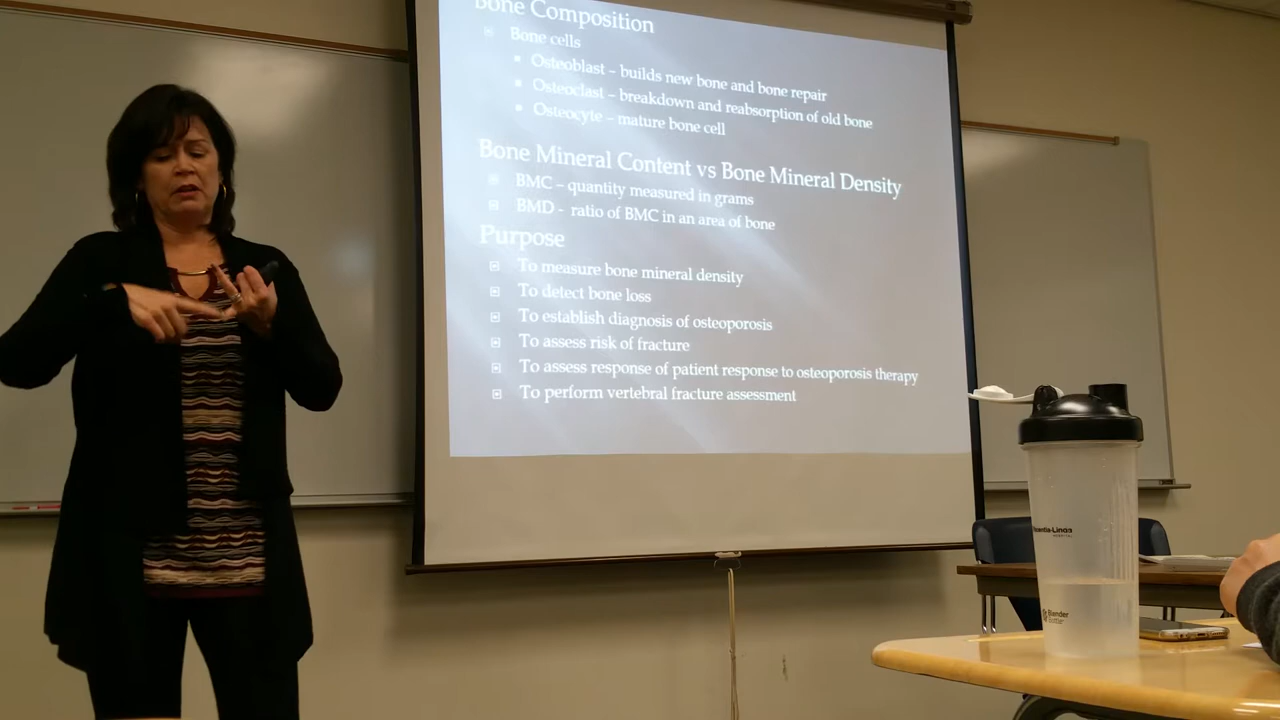 Bone Composition
Bone cells
Osteoblast – builds new bone and bone repair
Osteoclast – breakdown and reabsorption of old bone
Osteocyte – mature bone cell
Bone Mineral Content vs Bone Mineral Density
BMC – quantity measured in grams
BMD - ratio of BMC in an area of bone
Purpose
To measure bone mineral density
To detect bone loss
To establish diagnosis of osteoporosis
To assess risk of fracture
To assess response of patient response to osteoporosis therapy
To perform vertebral fracture assessment
HOSPITAL
Blender
Bottle